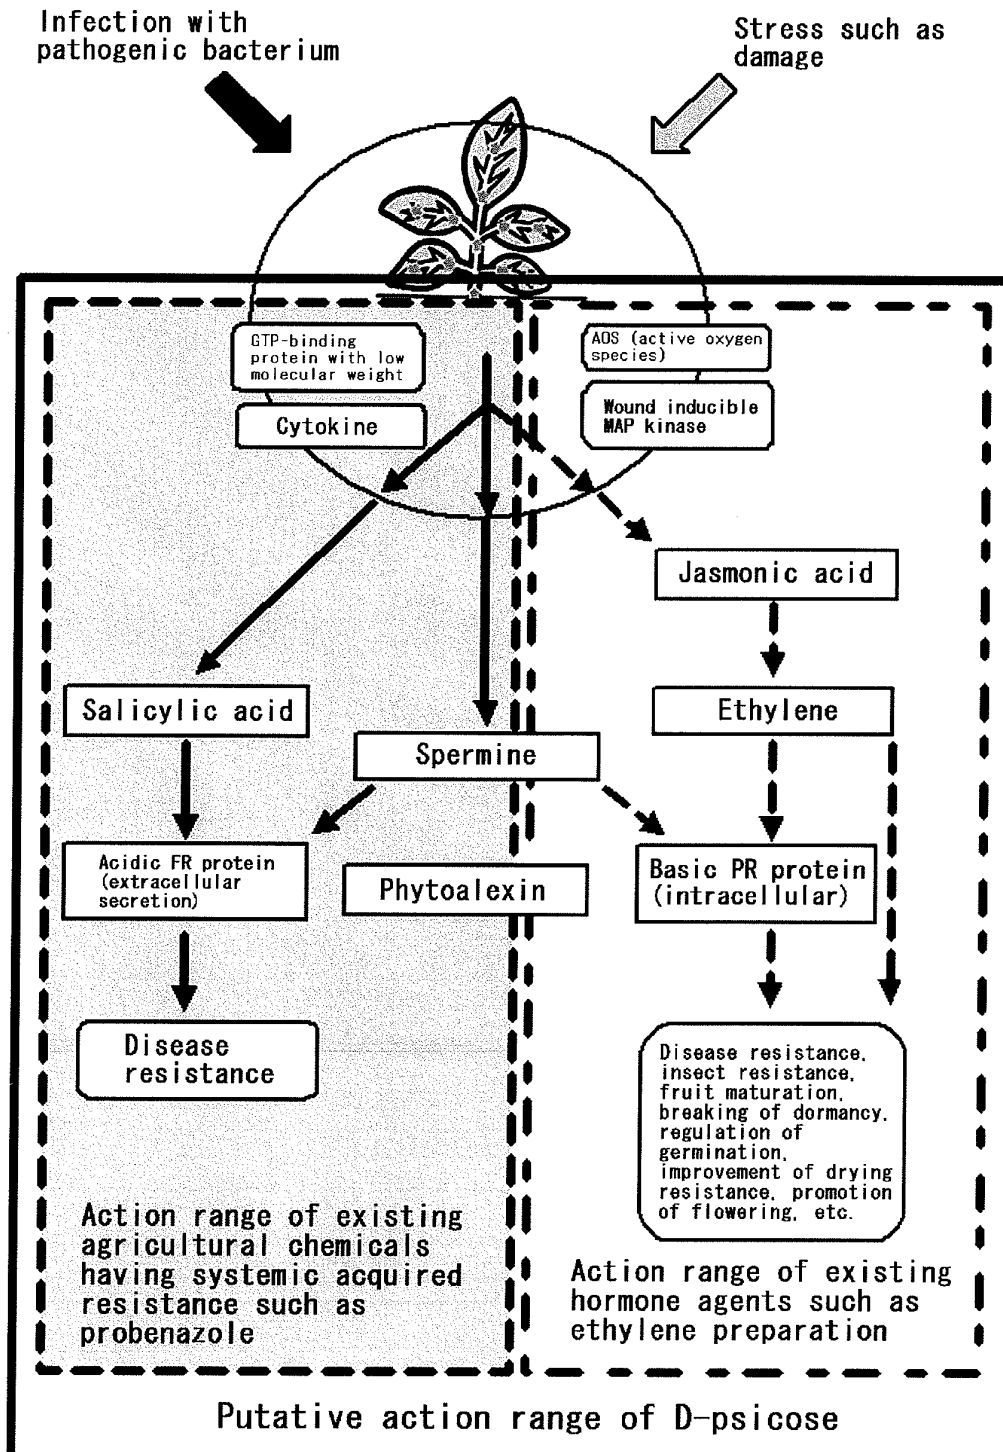 Infection with
pathogenic bacterium
Stress such as
damage
GTP-binding
protein with low
molecular weight
Cytokine
AOS (active oxygen
species)
Wound inducible
MAP kinase
Jasmonic acid
Salicylic acid
Ethylene
Spermine
Acidic FR protein
(extracellular
secretion)
Phytoalexin
Basic PR protein
(intracellular)
Disease
resistance
Disease resistance,
insect resistance,
fruit maturation,
breaking of dormancy,
regulation of
germination,
improvement of drying
resistance, promotion
of flowering, etc.
Action range of existing
agricultural chemicals
having systemic acquired
resistance such as
probenazole
Action range of existing
hormone agents such as
ethylene preparation
Putative action range of D-psicose